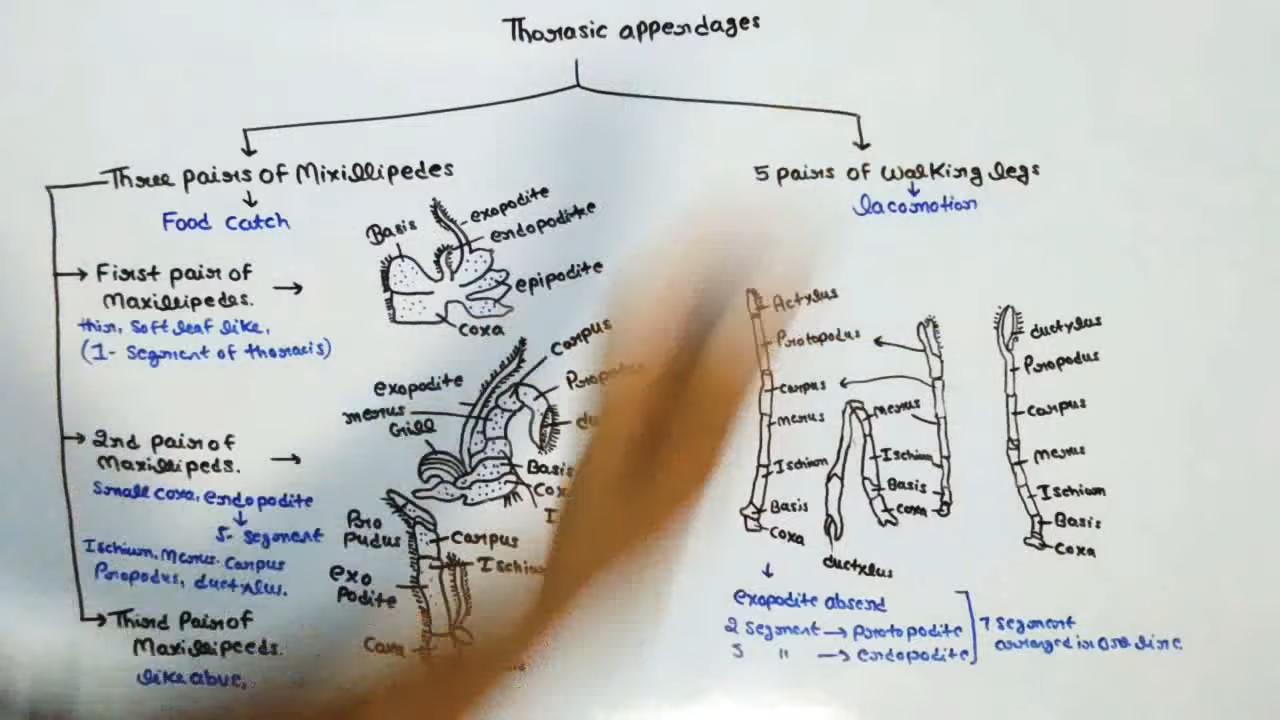 Thorasic appendages
Three pairs of Mixillipedes
Food catch
First pair of
Maxillipedes.
thin, soft leaf like,
(1- Segment of thoracis)
Basis
exopodite
endopodite
epipodite
coxa
2nd pair of
Maxillipeds.
Small coxa, endopodite
5- segment
Ischium, Merus. Carpus
Propodus, ductylus.
exopodite
merus
Grill
Carpus
Basis
Third Pair of
Maxillipeeds.
like abue,
Pro
Pudus
Carpus
exo
Podite
5 pairs of walking legs
lacomotion
Actylus
Protopodus
carpus
merus
Ischium
Basis
Coxa
merus
Ischium
Basis
coxa
ductylus
ductylus
Propodus
Carpus
Merus
Ischium
Basis
Coxa
exopodite absend
2 segment → protopodite
5 " → endopodite
7 segment
arranged in one line